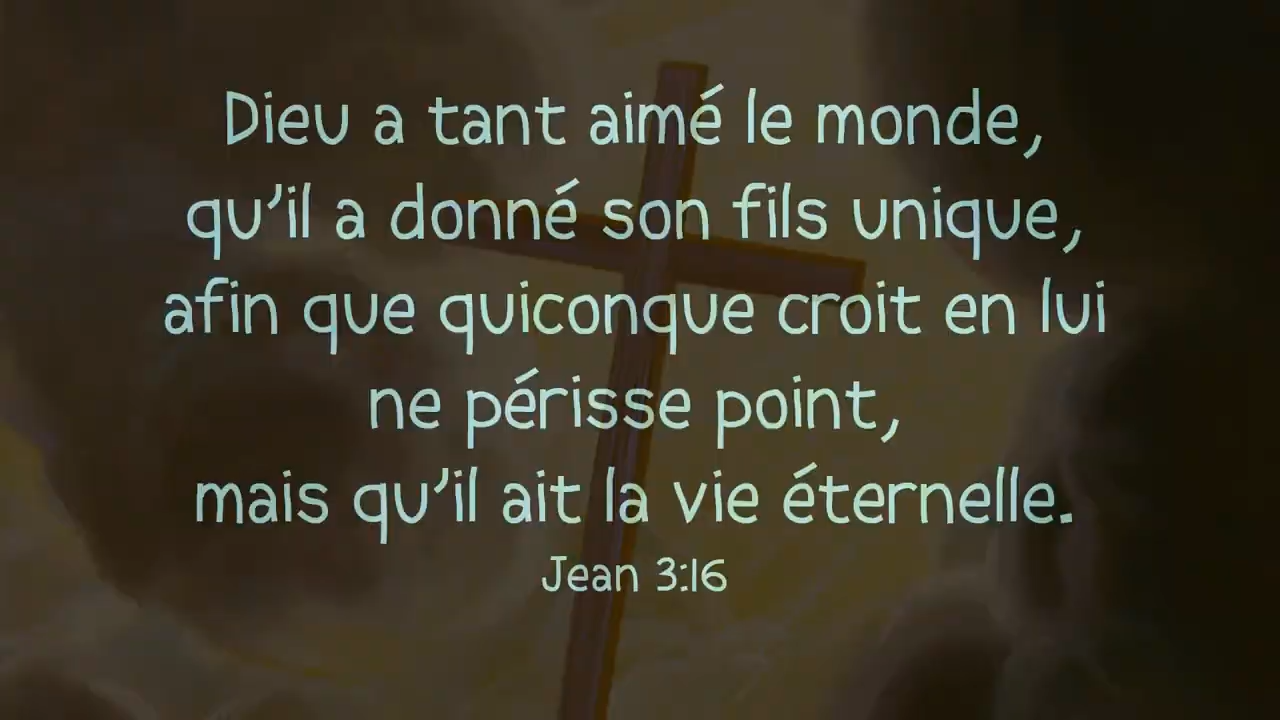 Dieu a tant aimé le monde,
qu’il a donné son fils unique,
afin que quiconque croit en lui
ne périsse point,
mais qu’il ait la vie éternelle.
Jean 3:16